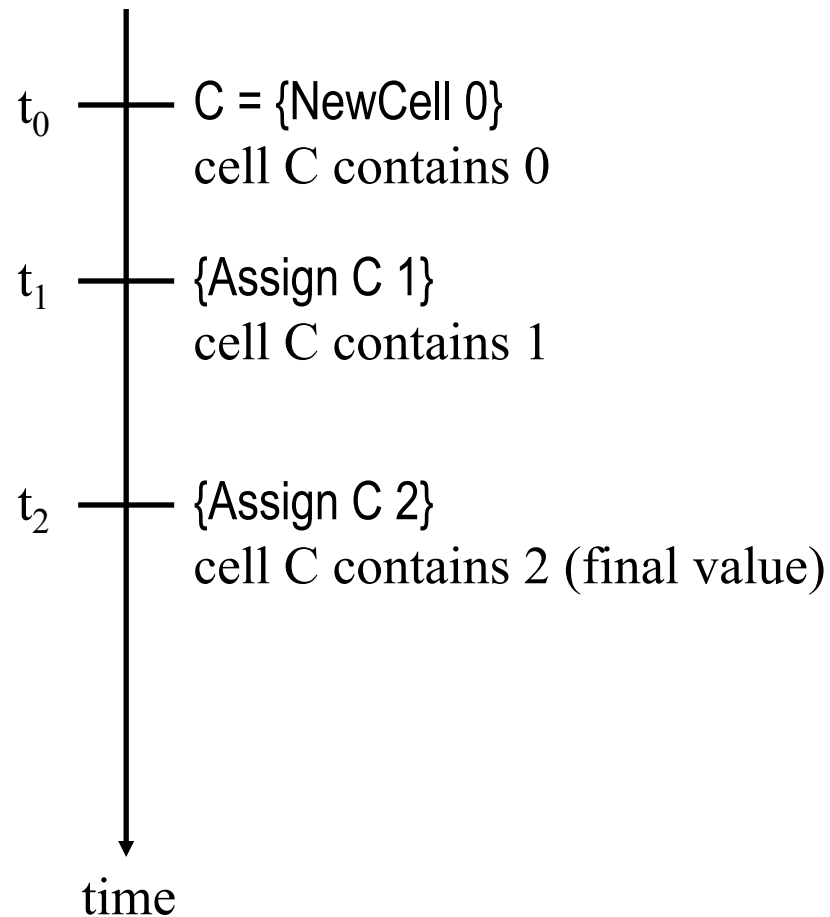 t₀ C = {NewCell 0}
cell C contains 0
t₁ {Assign C 1}
cell C contains 1
t₂ {Assign C 2}
cell C contains 2 (final value)
time